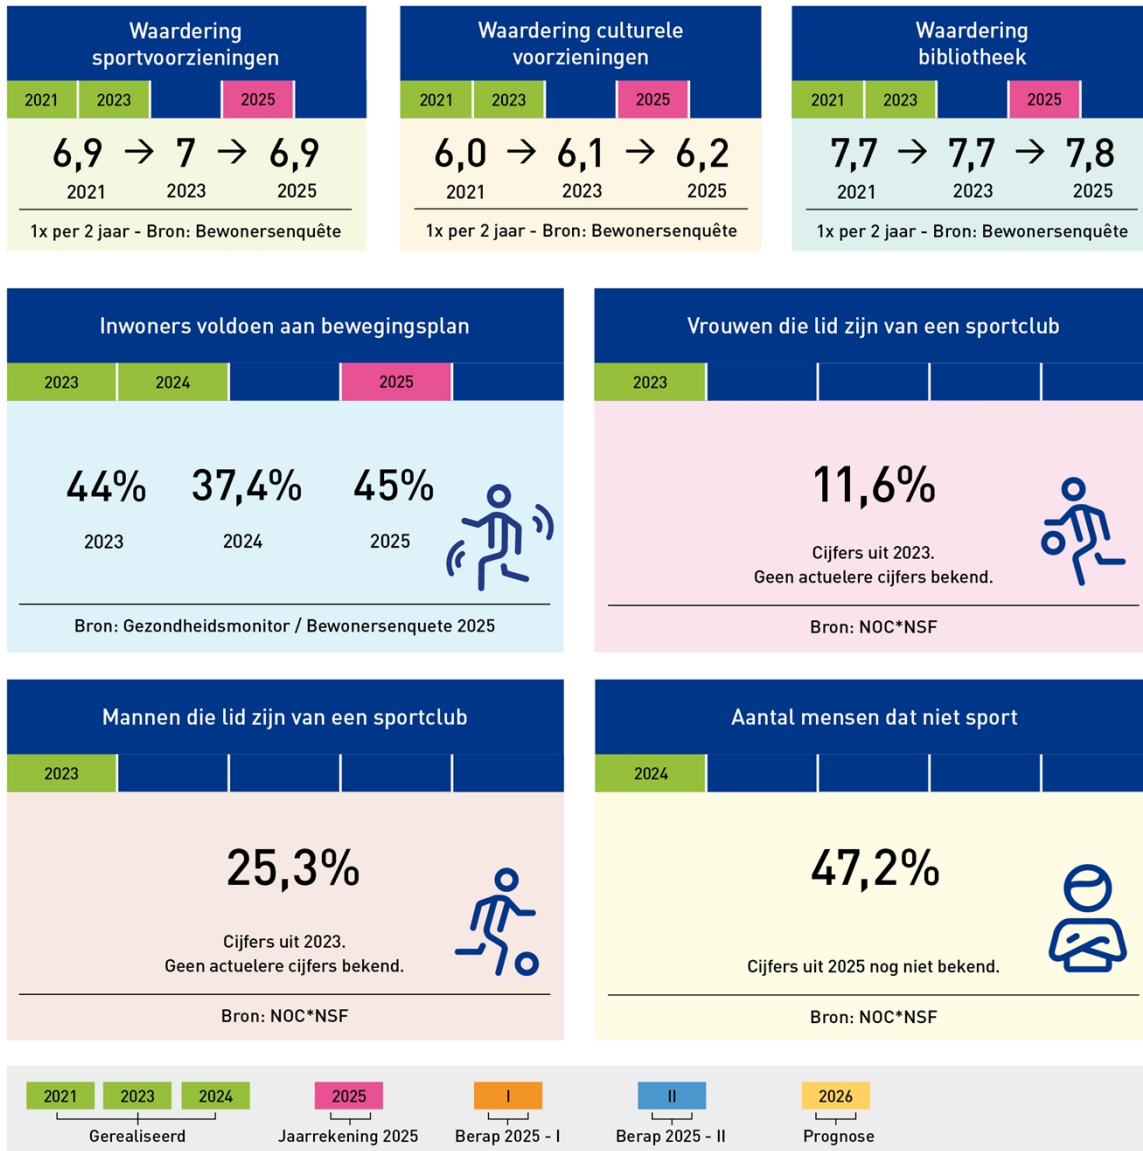 Waardering
sportvoorzieningen
2021 2023 2025
6,9 → 7 → 6,9
2021 2023 2025
1x per 2 jaar - Bron: Bewonersenquête
Waardering culturele
voorzieningen
2021 2023 2025
6,0 → 6,1 → 6,2
2021 2023 2025
1x per 2 jaar - Bron: Bewonersenquête
Waardering
bibliotheek
2021 2023 2025
7,7 → 7,7 → 7,8
2021 2023 2025
1x per 2 jaar - Bron: Bewonersenquête
Inwoners voldoen aan bewegingsplan
2023 2024 2025
44% 37,4% 45%
2023 2024 2025
Bron: Gezondheidsmonitor / Bewonersenquete 2025
Vrouwen die lid zijn van een sportclub
2023
11,6%
Cijfers uit 2023.
Geen actuelere cijfers bekend.
Bron: NOC*NSF
Mannen die lid zijn van een sportclub
2023
25,3%
Cijfers uit 2023.
Geen actuelere cijfers bekend.
Bron: NOC*NSF
Aantal mensen dat niet sport
2024
47,2%
Cijfers uit 2025 nog niet bekend.
Bron: NOC*NSF
2021 2023 2024 2025 I II 2026
Gerealiseerd Jaarrekening 2025 Berap 2025 - I Berap 2025 - II Prognose